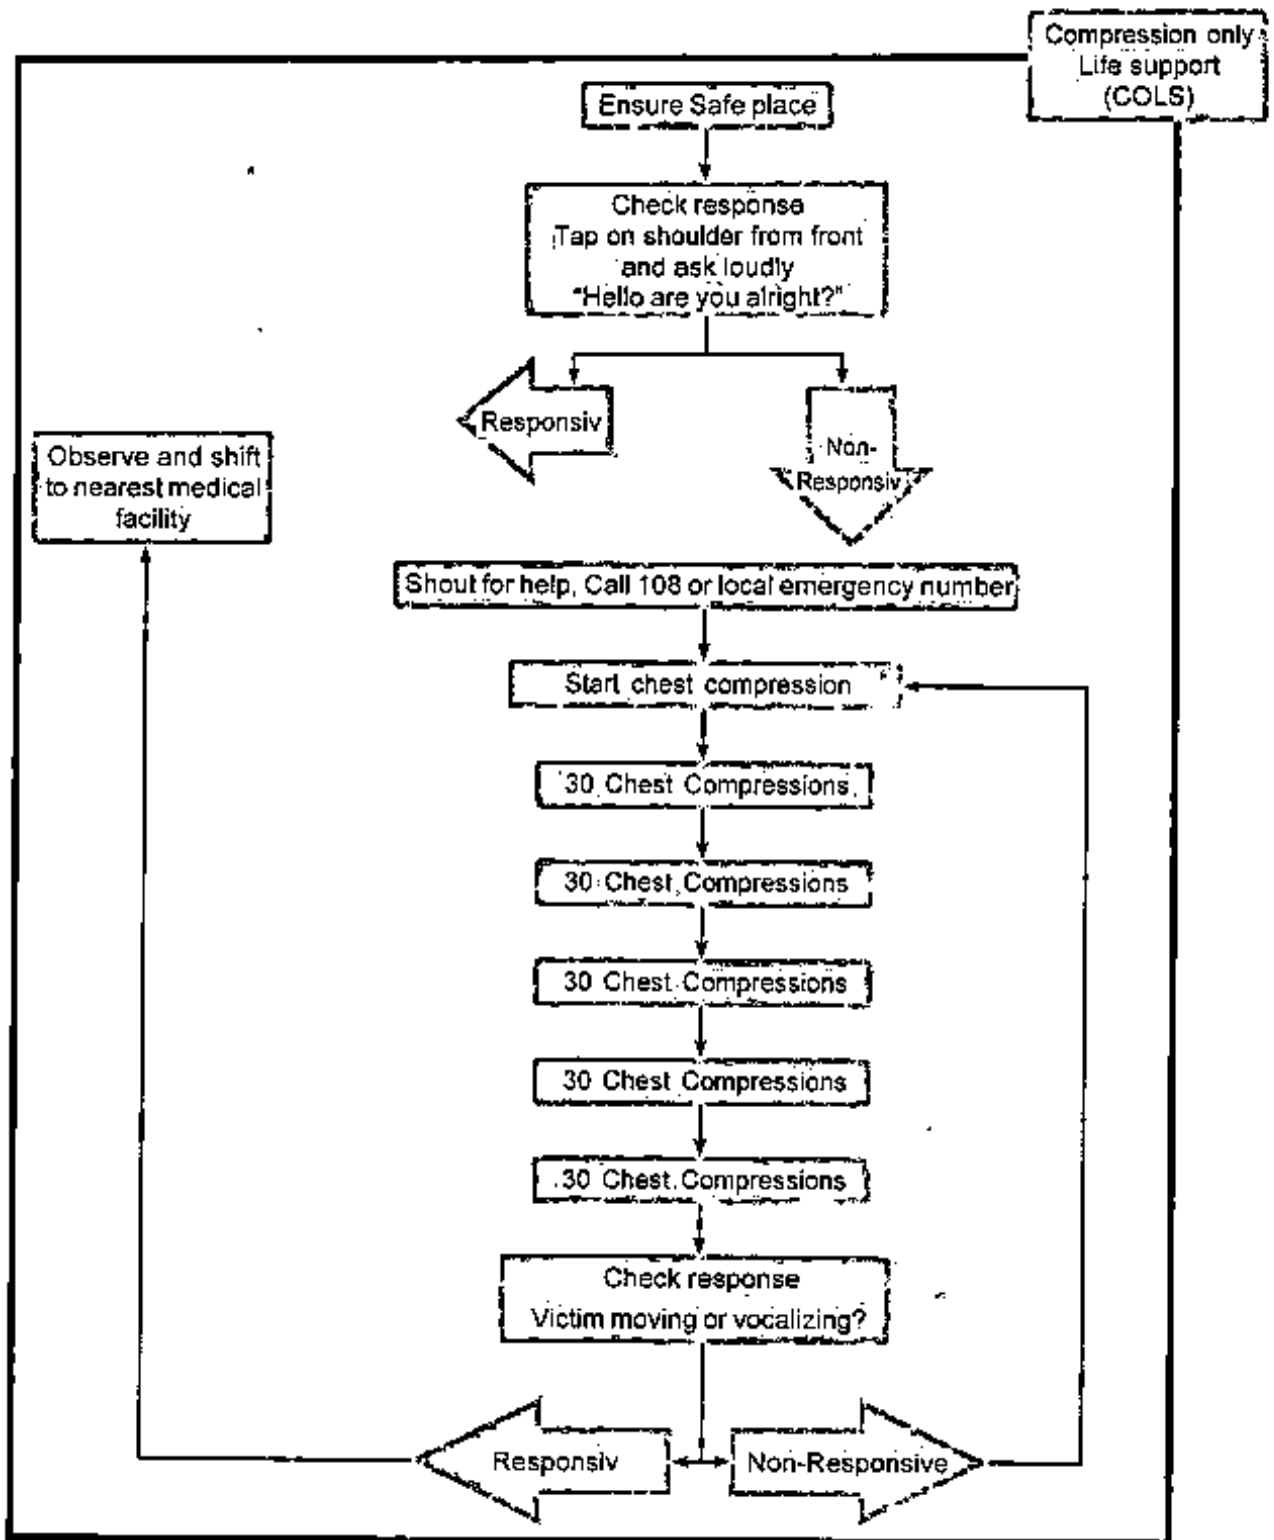 Compression only
Life support
(COLS)
Ensure Safe place
Check response
Tap on shoulder from front
and ask loudly
"Hello are you alright?"
Responsiv
Non-
Responsiv
Observe and shift
to nearest medical
facility
Shout for help, Call 108 or local emergency number
Start chest compression
30 Chest Compressions
30 Chest Compressions
30 Chest Compressions
30 Chest Compressions
30 Chest Compressions
Check response
Victim moving or vocalizing?
Responsiv
Non-Responsive